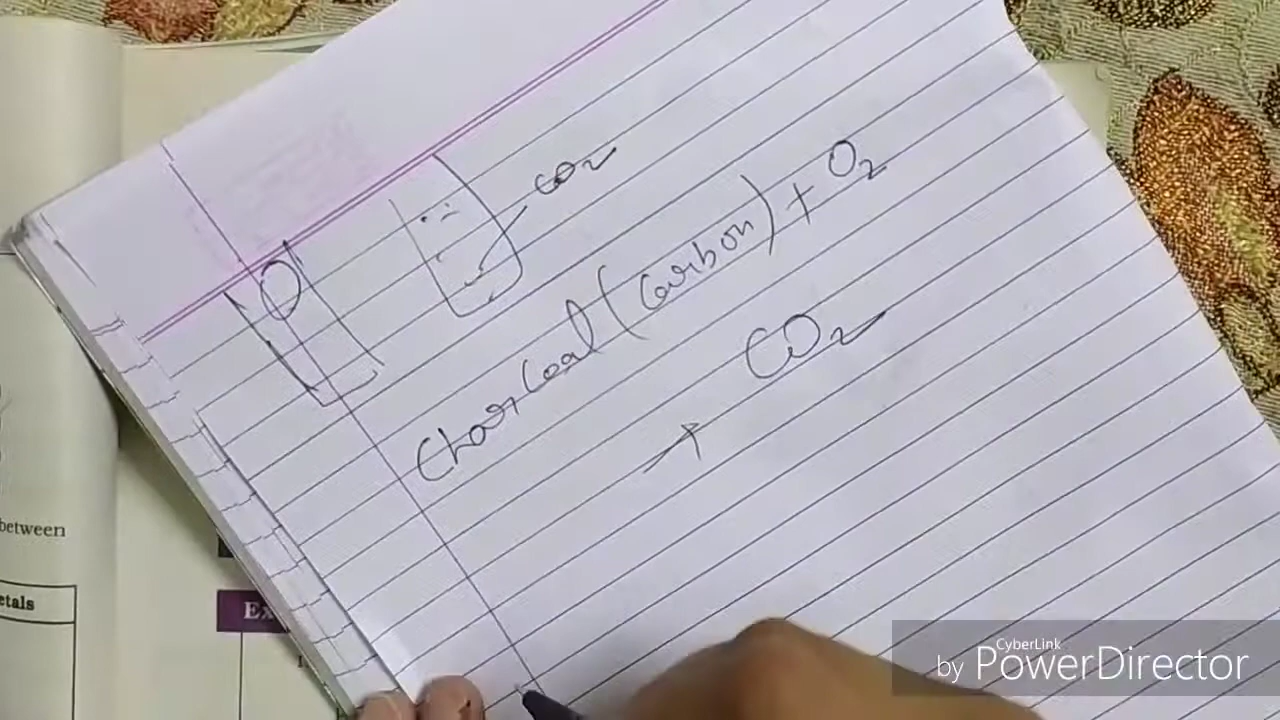 CO2
Charcoal (Carbon) + O2
→ CO2
between
etals
Ex
CyberLink
by PowerDirector